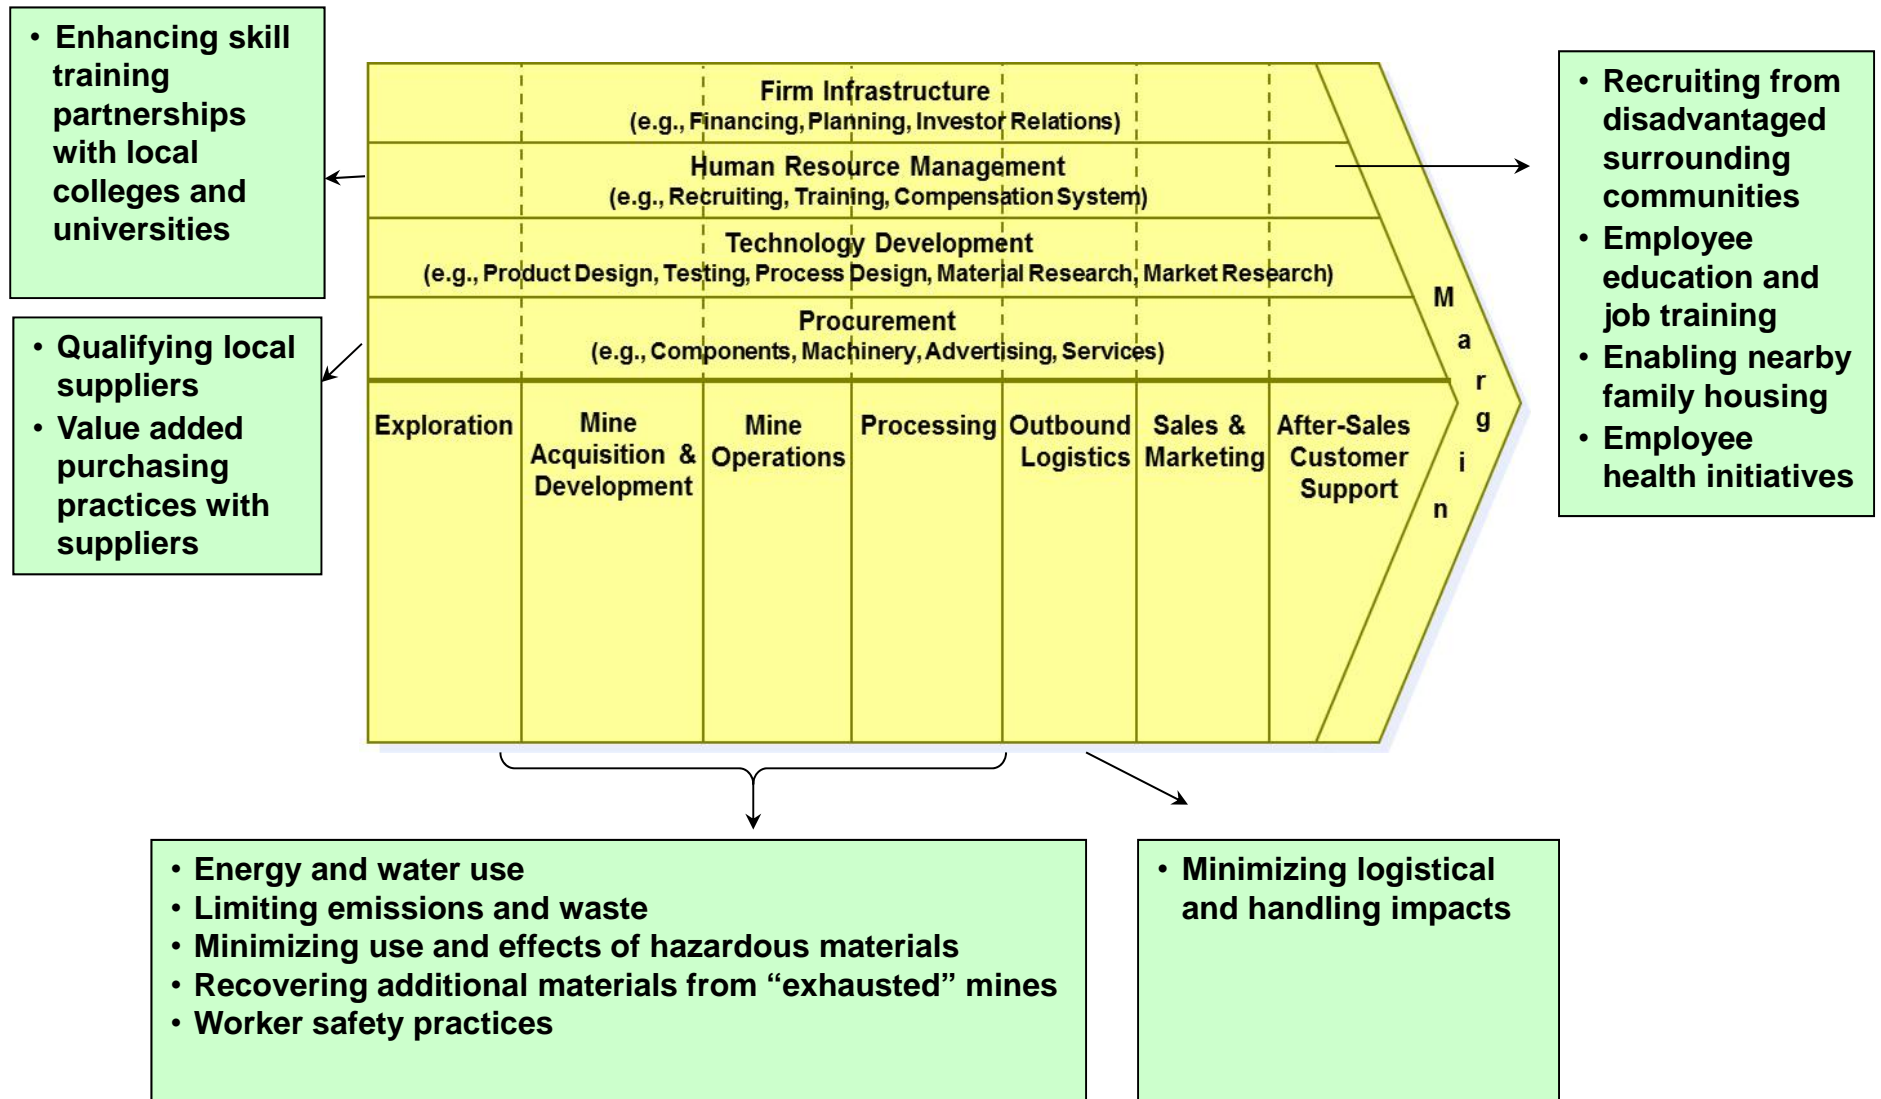 • Enhancing skill
training
partnerships
with local
colleges and
universities
• Qualifying local
suppliers
• Value added
purchasing
practices with
suppliers
Firm Infrastructure
(e.g., Financing, Planning, Investor Relations)
Human Resource Management
(e.g., Recruiting, Training, Compensation System)
Technology Development
(e.g., Product Design, Testing, Process Design, Material Research, Market Research)
Procurement
(e.g., Components, Machinery, Advertising, Services)
Exploration
Mine
Acquisition &
Development
Mine
Operations
Processing
Outbound
Logistics
Sales &
Marketing
After-Sales
Customer
Support
M
a
r
g
i
n
• Recruiting from
disadvantaged
surrounding
communities
• Employee
education and
job training
• Enabling nearby
family housing
• Employee
health initiatives
• Energy and water use
• Limiting emissions and waste
• Minimizing use and effects of hazardous materials
• Recovering additional materials from “exhausted” mines
• Worker safety practices
• Minimizing logistical
and handling impacts